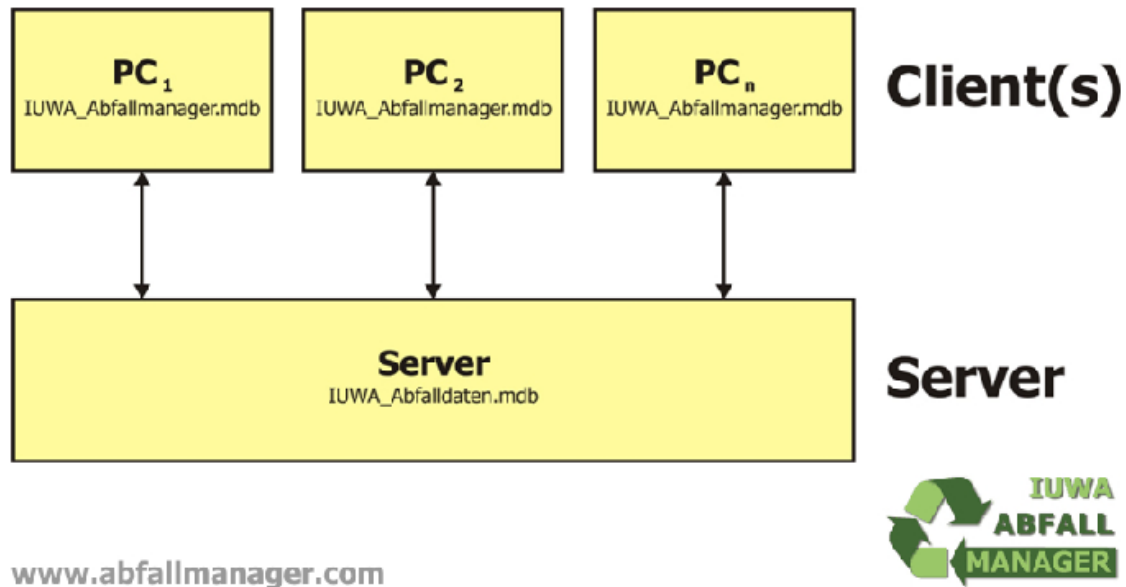 PC₁
IUWA_Abfallmanager.mdb
PC₂
IUWA_Abfallmanager.mdb
PCₙ
IUWA_Abfallmanager.mdb
Client(s)
Server
IUWA_Abfalldaten.mdb
Server
IUWA
ABFALL
MANAGER
www.abfallmanager.com